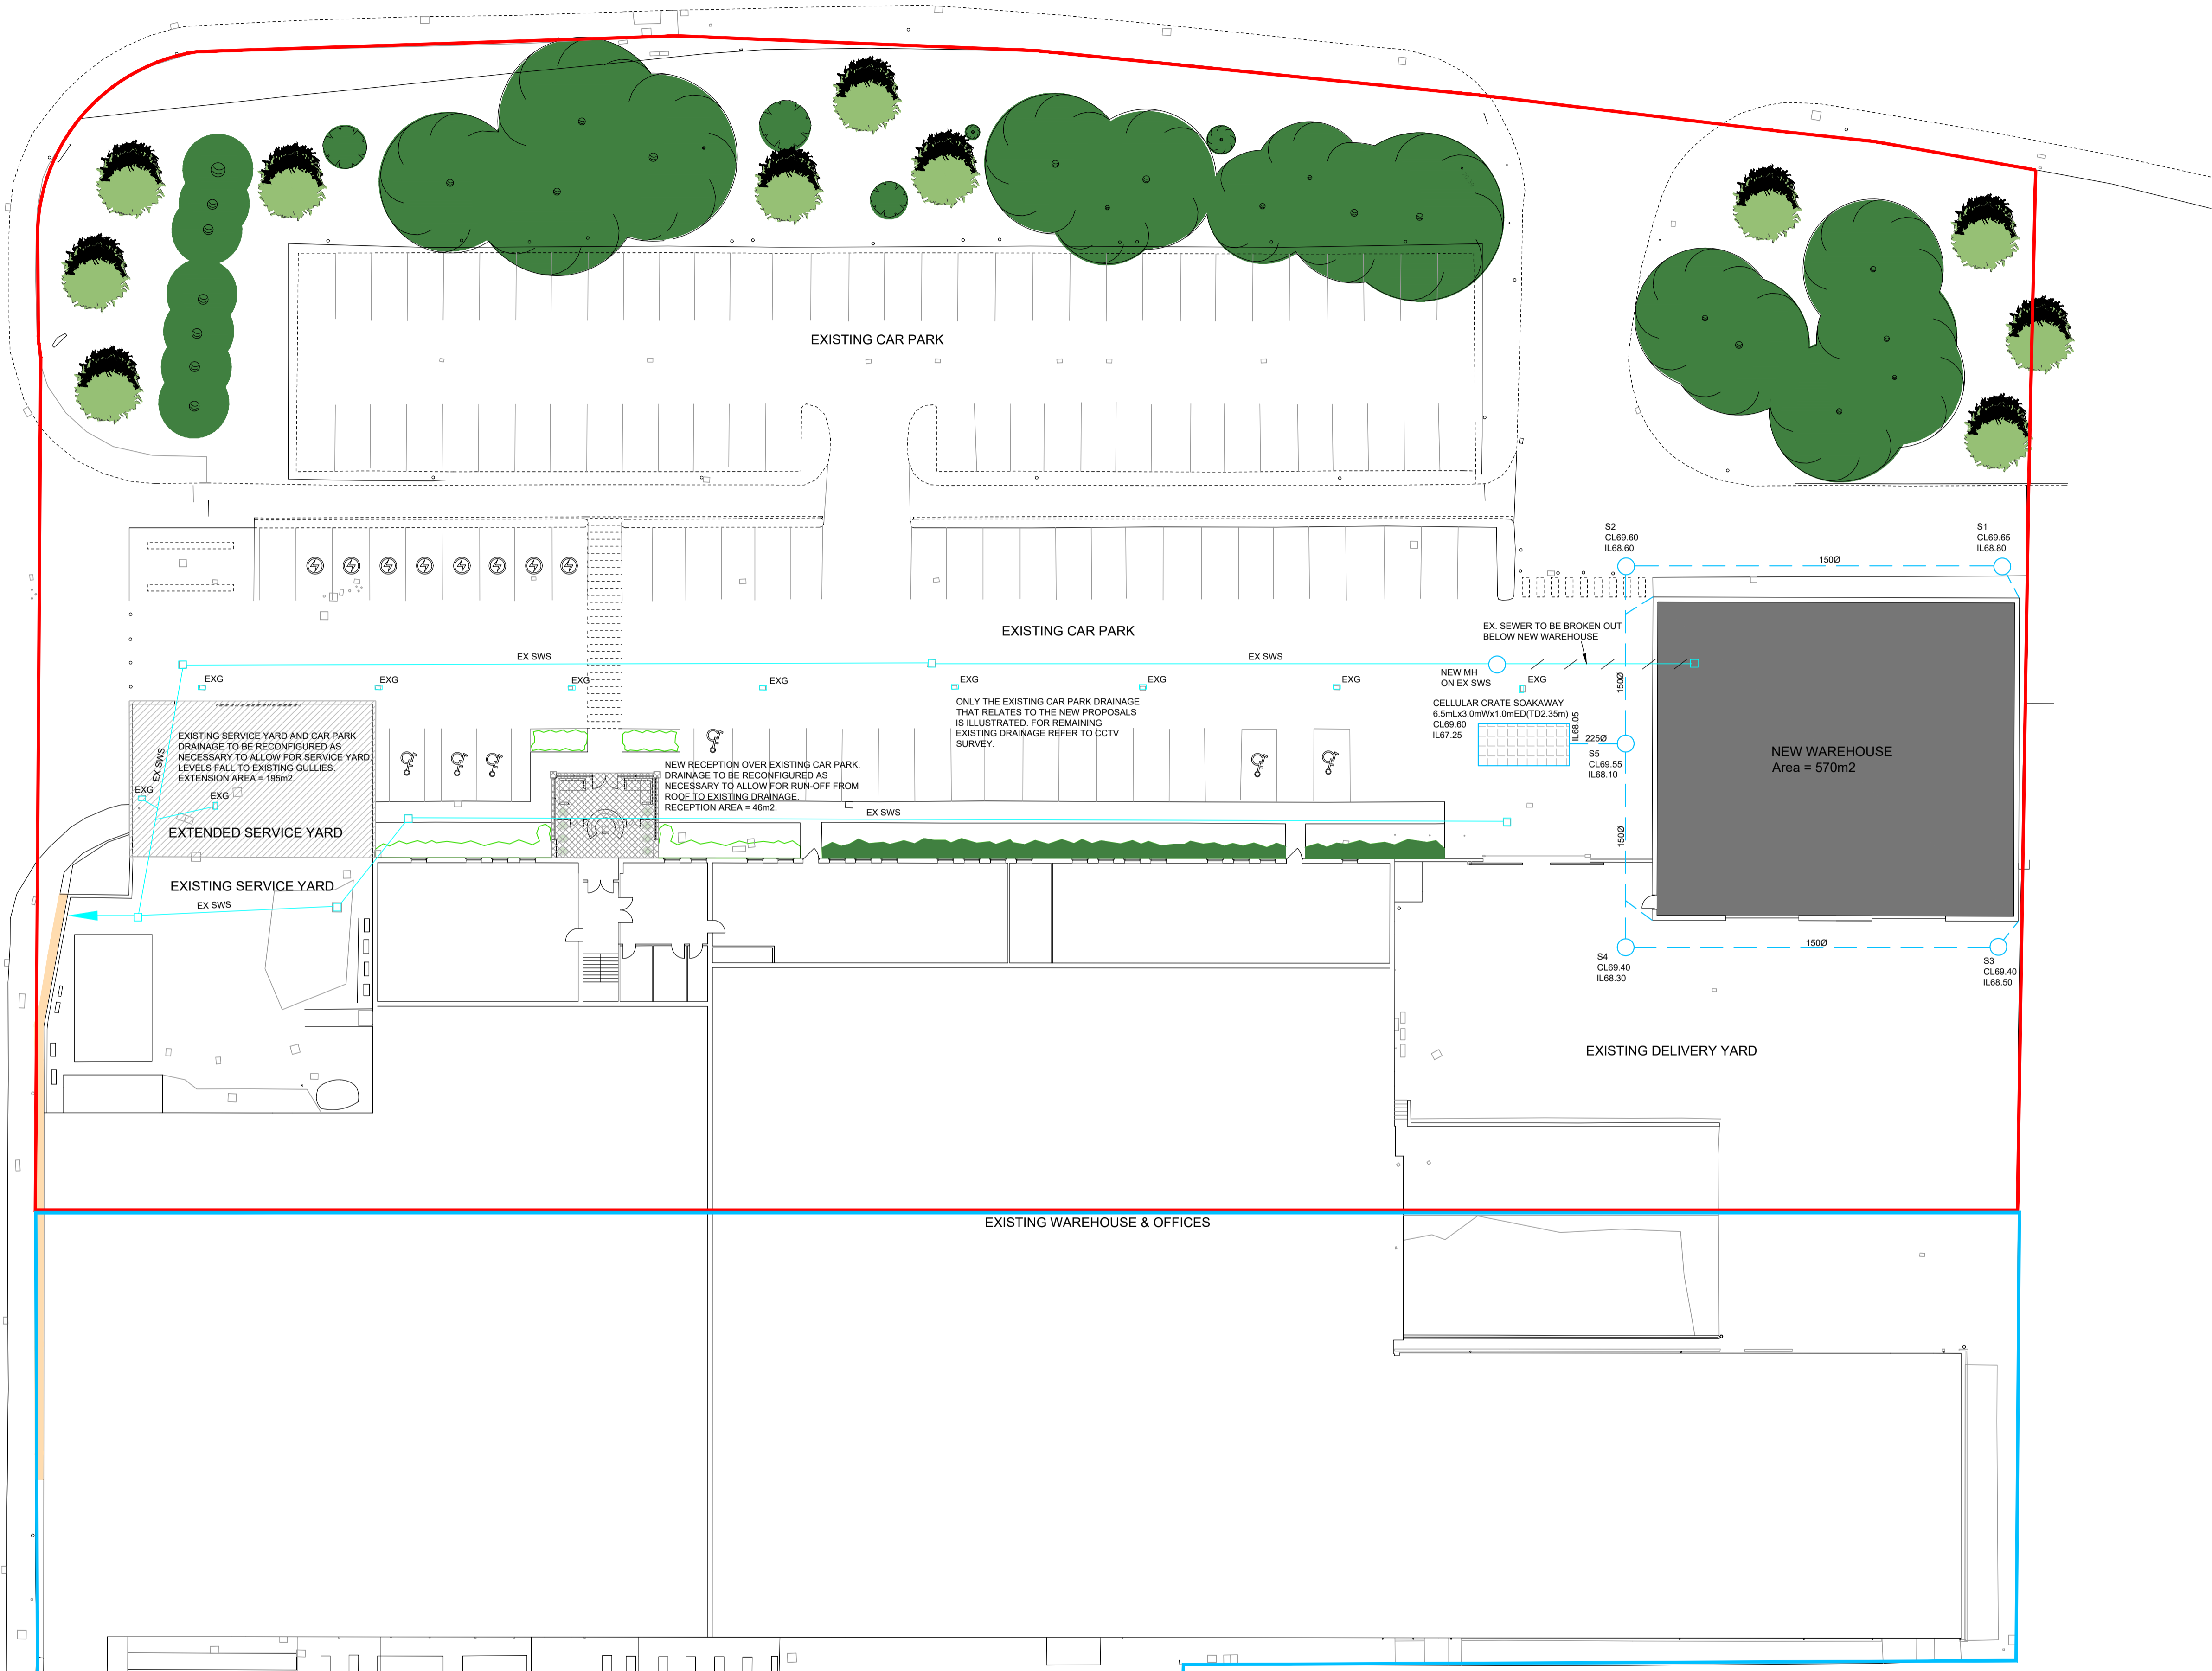 EXISTING CAR PARK
S2
CL69.60
IL68.60
S1
CL69.65
IL68.80
150Ø
EXISTING CAR PARK
EX. SEWER TO BE BROKEN OUT
BELOW NEW WAREHOUSE
EX SWS
EX SWS
NEW MH
ON EX SWS
150Ø
EXG
EXG
EXG
EXG
EXG
EXG
EXG
EXG
ONLY THE EXISTING CAR PARK DRAINAGE
THAT RELATES TO THE NEW PROPOSALS
IS ILLUSTRATED. FOR REMAINING
EXISTING DRAINAGE REFER TO CCTV
SURVEY.
CELLULAR CRATE SOAKAWAY
6.5mLx3.0mWx1.0mED(TD2.35m)
CL69.60
IL67.25
IL68.05
225Ø
S5
CL69.55
IL68.10
EXISTING SERVICE YARD AND CAR PARK
DRAINAGE TO BE RECONFIGURED AS
NECESSARY TO ALLOW FOR SERVICE YARD.
LEVELS FALL TO EXISTING GULLIES.
EXTENSION AREA = 195m2.
EX SWS
NEW WAREHOUSE
Area = 570m2
NEW RECEPTION OVER EXISTING CAR PARK.
DRAINAGE TO BE RECONFIGURED AS
NECESSARY TO ALLOW FOR RUN-OFF FROM
ROOF TO EXISTING DRAINAGE.
RECEPTION AREA = 46m2.
EXG
EXG
EX SWS
EXTENDED SERVICE YARD
150Ø
EXISTING SERVICE YARD
EX SWS
150Ø
S4
CL69.40
IL68.30
S3
CL69.40
IL68.50
EXISTING DELIVERY YARD
EXISTING WAREHOUSE & OFFICES